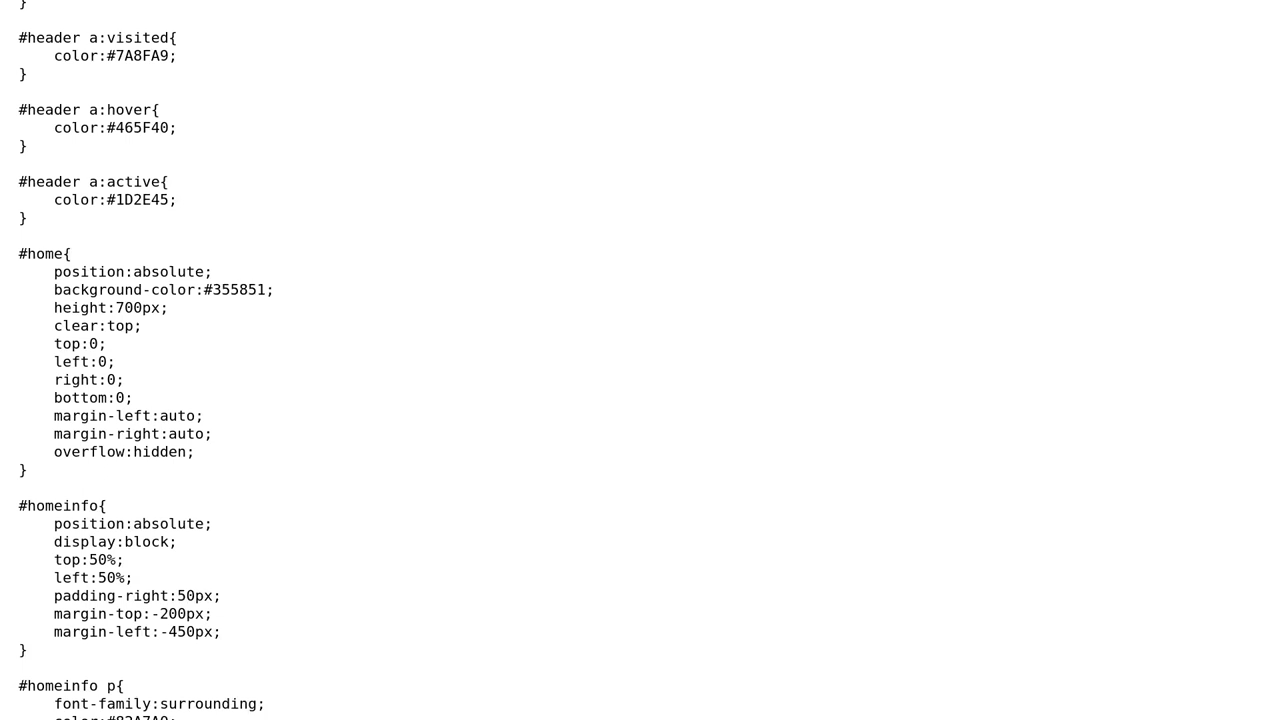 }

#header a:visited{
    color:#7A8FA9;
}

#header a:hover{
    color:#465F40;
}

#header a:active{
    color:#1D2E45;
}

#home{
    position:absolute;
    background-color:#355851;
    height:700px;
    clear:top;
    top:0;
    left:0;
    right:0;
    bottom:0;
    margin-left:auto;
    margin-right:auto;
    overflow:hidden;
}

#homeinfo{
    position:absolute;
    display:block;
    top:50%;
    left:50%;
    padding-right:50px;
    margin-top:-200px;
    margin-left:-450px;
}

#homeinfo p{
    font-family:surrounding;